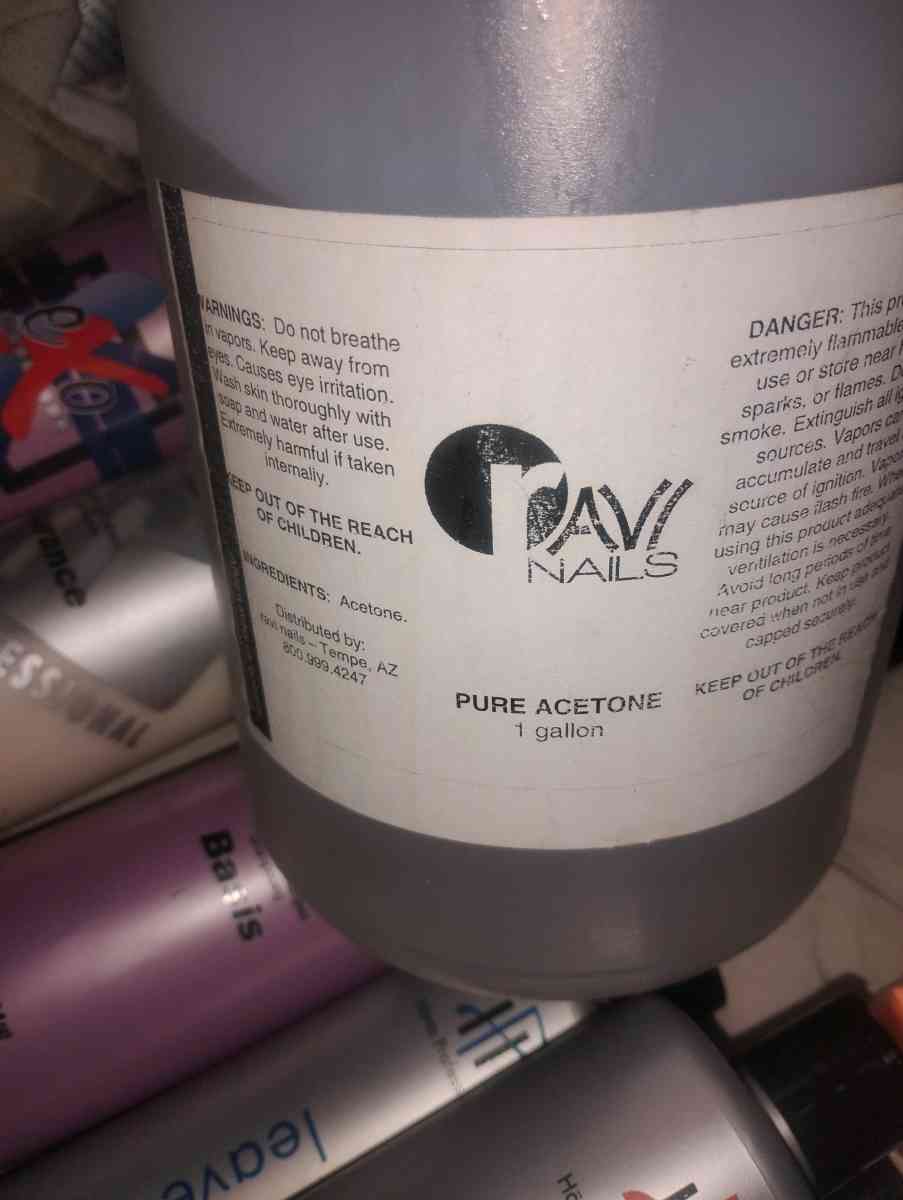 WARNINGS: Do not breathe
in vapors. Keep away from
eyes. Causes eye irritation.
Wash skin thoroughly with
soap and water after use.
Extremely harmful if taken
internally.
KEEP OUT OF THE REACH
OF CHILDREN.
INGREDIENTS: Acetone.
Distributed by:
ravi nails – Tempe, AZ
800.999.4247
rAVI
NAILS
PURE ACETONE
1 gallon
DANGER: This
extremely flammable
use or store near
sparks, or flames.
smoke. Extinguish all
sources. Vapors
accumulate and travel
source of ignition.
may cause flash fire.
using this product
ventilation is necessary.
Avoid long periods of time
near product. Keep product
covered when not in use and
capped securely.
KEEP OUT OF THE REACH
OF CHILDREN.
Basis
leave